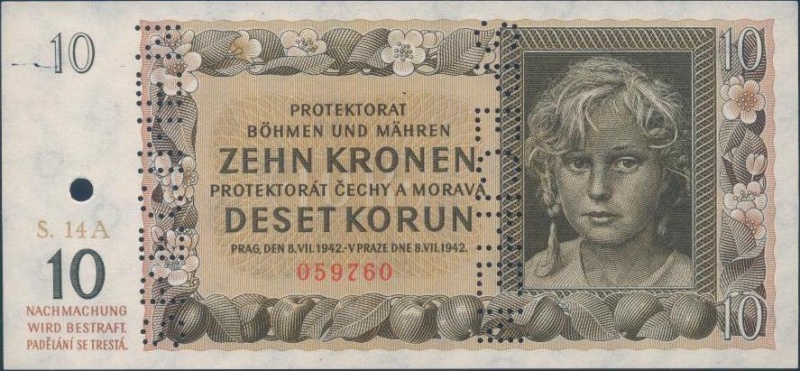 10
10
PROTEKTORAT
BÖHMEN UND MÄHREN
ZEHN KRONEN
PROTEKTORÁT ČECHY A MORAVA
DESET KORUN
PRAG, DEN 8. VII. 1942.-V PRAZE DNE 8. VII. 1942.
059760
S. 14A
10
NACHMACHUNG
WIRD BESTRAFT.
PADĚLÁNÍ SE TRESTÁ.
10